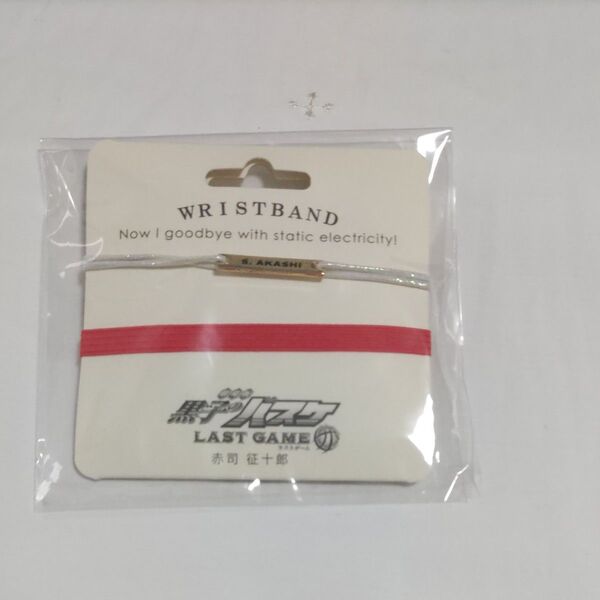 WRISTBAND
Now I goodbye with static electricity!
S. AKASHI
劇場版
黒子のバスケ
LAST GAME
ラストゲーム
赤司 征十郎